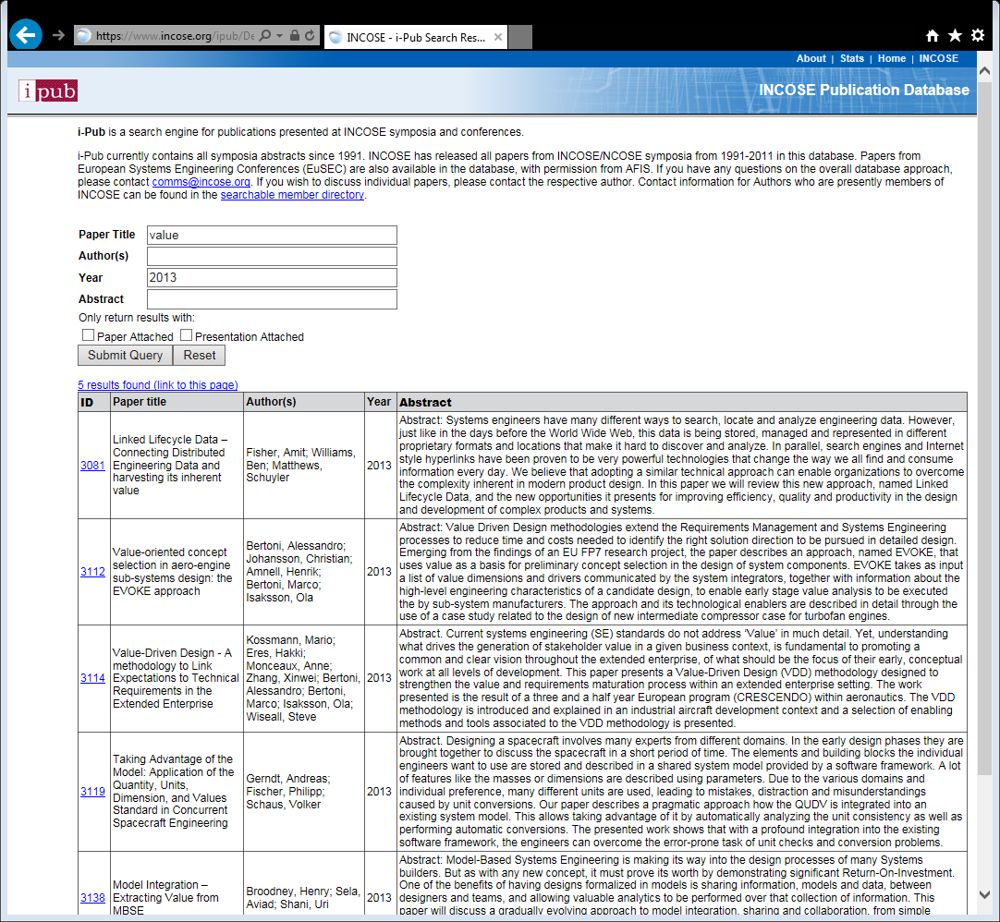 https://www.incose.org/ipub/De
INCOSE - i-Pub Search Res...
About | Stats | Home | INCOSE
i pub
INCOSE Publication Database
i-Pub is a search engine for publications presented at INCOSE symposia and conferences.
i-Pub currently contains all symposia abstracts since 1991. INCOSE has released all papers from INCOSE/NCOSE symposia from 1991-2011 in this database. Papers from
European Systems Engineering Conferences (EuSEC) are also available in the database, with permission from AFIS. If you have any questions on the overall database approach,
please contact comms@incose.org. If you wish to discuss individual papers, please contact the respective author. Contact information for Authors who are presently members of
INCOSE can be found in the searchable member directory.
Paper Title value
Author(s)
Year 2013
Abstract
Only return results with:
Paper Attached Presentation Attached
Submit Query Reset
5 results found (link to this page)
ID Paper title Author(s) Year Abstract
3081
Linked Lifecycle Data –
Connecting Distributed
Engineering Data and
harvesting its inherent
value
Fisher, Amit; Williams,
Ben; Matthews,
Schuyler
2013
Abstract: Systems engineers have many different ways to search, locate and analyze engineering data. However,
just like in the days before the World Wide Web, this data is being stored, managed and represented in different
proprietary formats and locations that make it hard to discover and analyze. In parallel, search engines and Internet
style hyperlinks have been proven to be very powerful technologies that change the way we all find and consume
information every day. We believe that adopting a similar technical approach can enable organizations to overcome
the complexity inherent in modern product design. In this paper we will review this new approach, named Linked
Lifecycle Data, and the new opportunities it presents for improving efficiency, quality and productivity in the design
and development of complex products and systems.
3112
Value-oriented concept
selection in aero-engine
sub-systems design: the
EVOKE approach
Bertoni, Alessandro;
Johansson, Christian;
Amnell, Henrik;
Bertoni, Marco;
Isaksson, Ola
2013
Abstract: Value Driven Design methodologies extend the Requirements Management and Systems Engineering
processes to reduce time and costs needed to identify the right solution direction to be pursued in detailed design.
Emerging from the findings of an EU FP7 research project, the paper describes an approach, named EVOKE, that
uses value as a basis for preliminary concept selection in the design of system components. EVOKE takes as input
a list of value dimensions and drivers communicated by the system integrators, together with information about the
high-level engineering characteristics of a candidate design, to enable early stage value analysis to be executed
the by sub-system manufacturers. The approach and its technological enablers are described in detail through the
use of a case study related to the design of new intermediate compressor case for turbofan engines.
3114
Value-Driven Design - A
methodology to Link
Expectations to Technical
Requirements in the
Extended Enterprise
Kossmann, Mario;
Eres, Hakki;
Monceaux, Anne;
Zhang, Xinwei; Bertoni,
Alessandro; Bertoni,
Marco; Isaksson, Ola;
Wiseall, Steve
2013
Abstract. Current systems engineering (SE) standards do not address ‘Value’ in much detail. Yet, understanding
what drives the generation of stakeholder value in a given business context, is fundamental to promoting a
common and clear vision throughout the extended enterprise, of what should be the focus of their early, conceptual
work at all levels of development. This paper presents a Value-Driven Design (VDD) methodology designed to
strengthen the value and requirements maturation process within an extended enterprise setting. The work
presented is the result of a three and a half year European program (CRESCENDO) within aeronautics. The VDD
methodology is introduced and explained in an industrial aircraft development context and a selection of enabling
methods and tools associated to the VDD methodology is presented.
3119
Taking Advantage of the
Model: Application of the
Quantity, Units,
Dimension, and Values
Standard in Concurrent
Spacecraft Engineering
Gerndt, Andreas;
Fischer, Philipp;
Schaus, Volker
2013
Abstract. Designing a spacecraft involves many experts from different domains. In the early design phases they are
brought together to discuss the spacecraft in a short period of time. The elements and building blocks the individual
engineers want to use are stored and described in a shared system model provided by a software framework. A lot
of features like the masses or dimensions are described using parameters. Due to the various domains and
individual preference, many different units are used, leading to mistakes, distraction and misunderstandings
caused by unit conversions. Our paper describes a pragmatic approach how the QUDV is integrated into an
existing system model. This allows taking advantage of it by automatically analyzing the unit consistency as well as
performing automatic conversions. The presented work shows that with a profound integration into the existing
software framework, the engineers can overcome the error-prone task of unit checks and conversion problems.
3138
Model Integration –
Extracting Value from
MBSE
Broodney, Henry; Sela,
Aviad; Shani, Uri
2013
Abstract: Model-Based Systems Engineering is making its way into the design processes of many Systems
builders. But as with any new concept, it must prove its worth by demonstrating significant Return-On-Investment.
One of the benefits of having designs formalized in models is sharing information, models and data, between
designers and teams, and allowing valuable analytics to be performed over that collection of information. This
paper will discuss a gradually evolving approach to model integration, sharing and collaboration, from simple